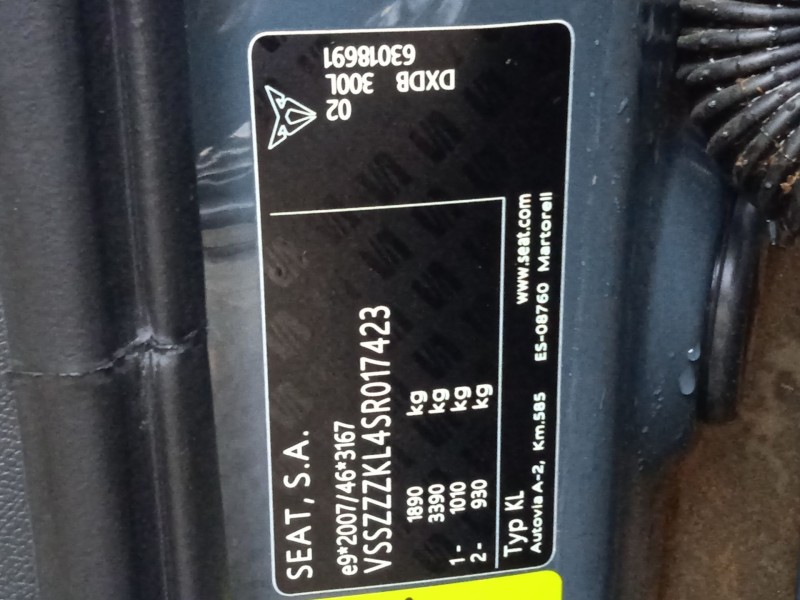 SEAT, S.A.
e9*2007/46*3167
VSSZZZKL4SR017423
1890 kg
3390 kg
1- 1010 kg
2- 930 kg
Typ KL
www.seat.com
Autovia A-2, Km.585 ES-08760 Martorell
02
300L
DXDB
63018691